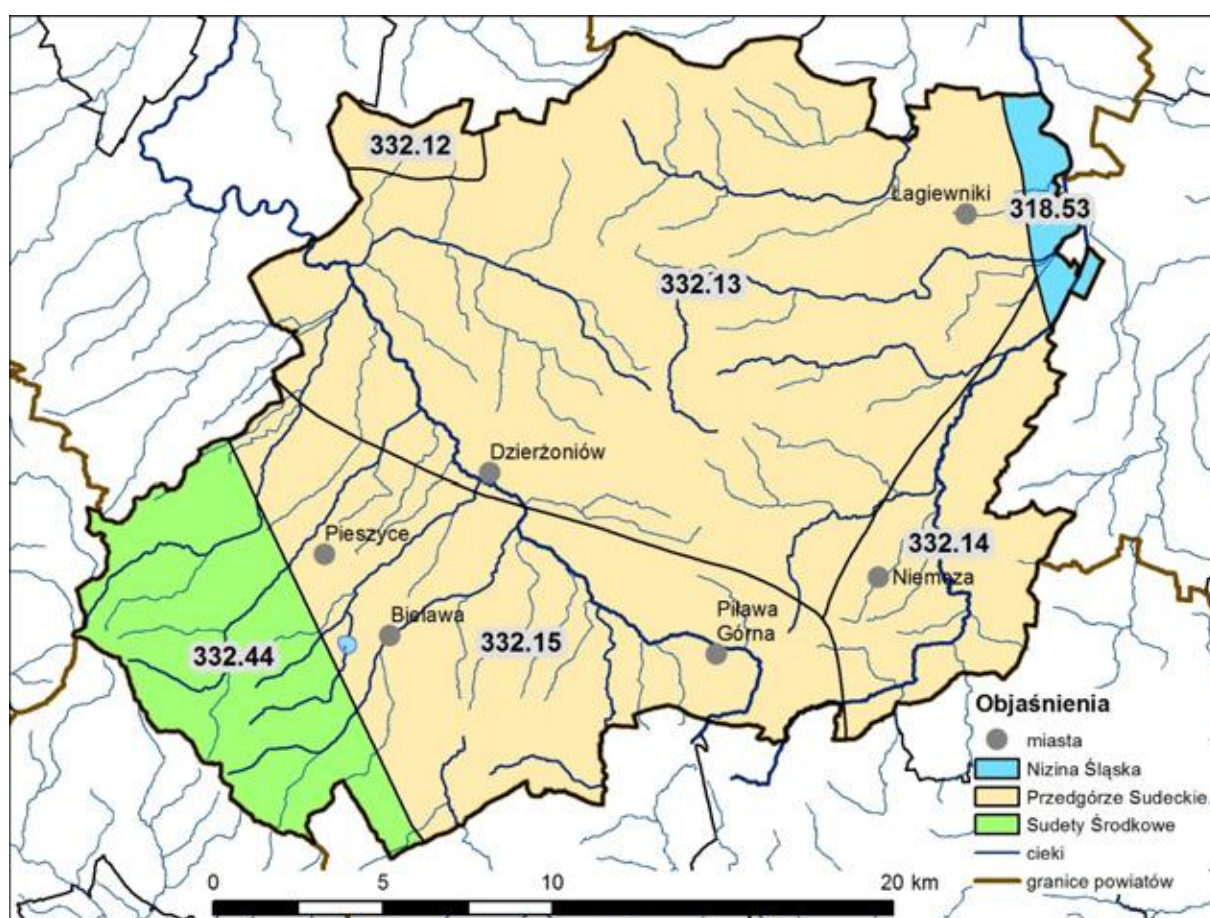 332.12
Łagiewniki
318.53
332.13
Dzierżoniów
Pieszyce
332.14
Niemcza
Bielawa
Piława
Górna
332.15
332.44
Objaśnienia
miasta
Nizina Śląska
Przedgórze Sudeckie
Sudety Środkowe
cieki
granice powiatów
0 5 10 20 km